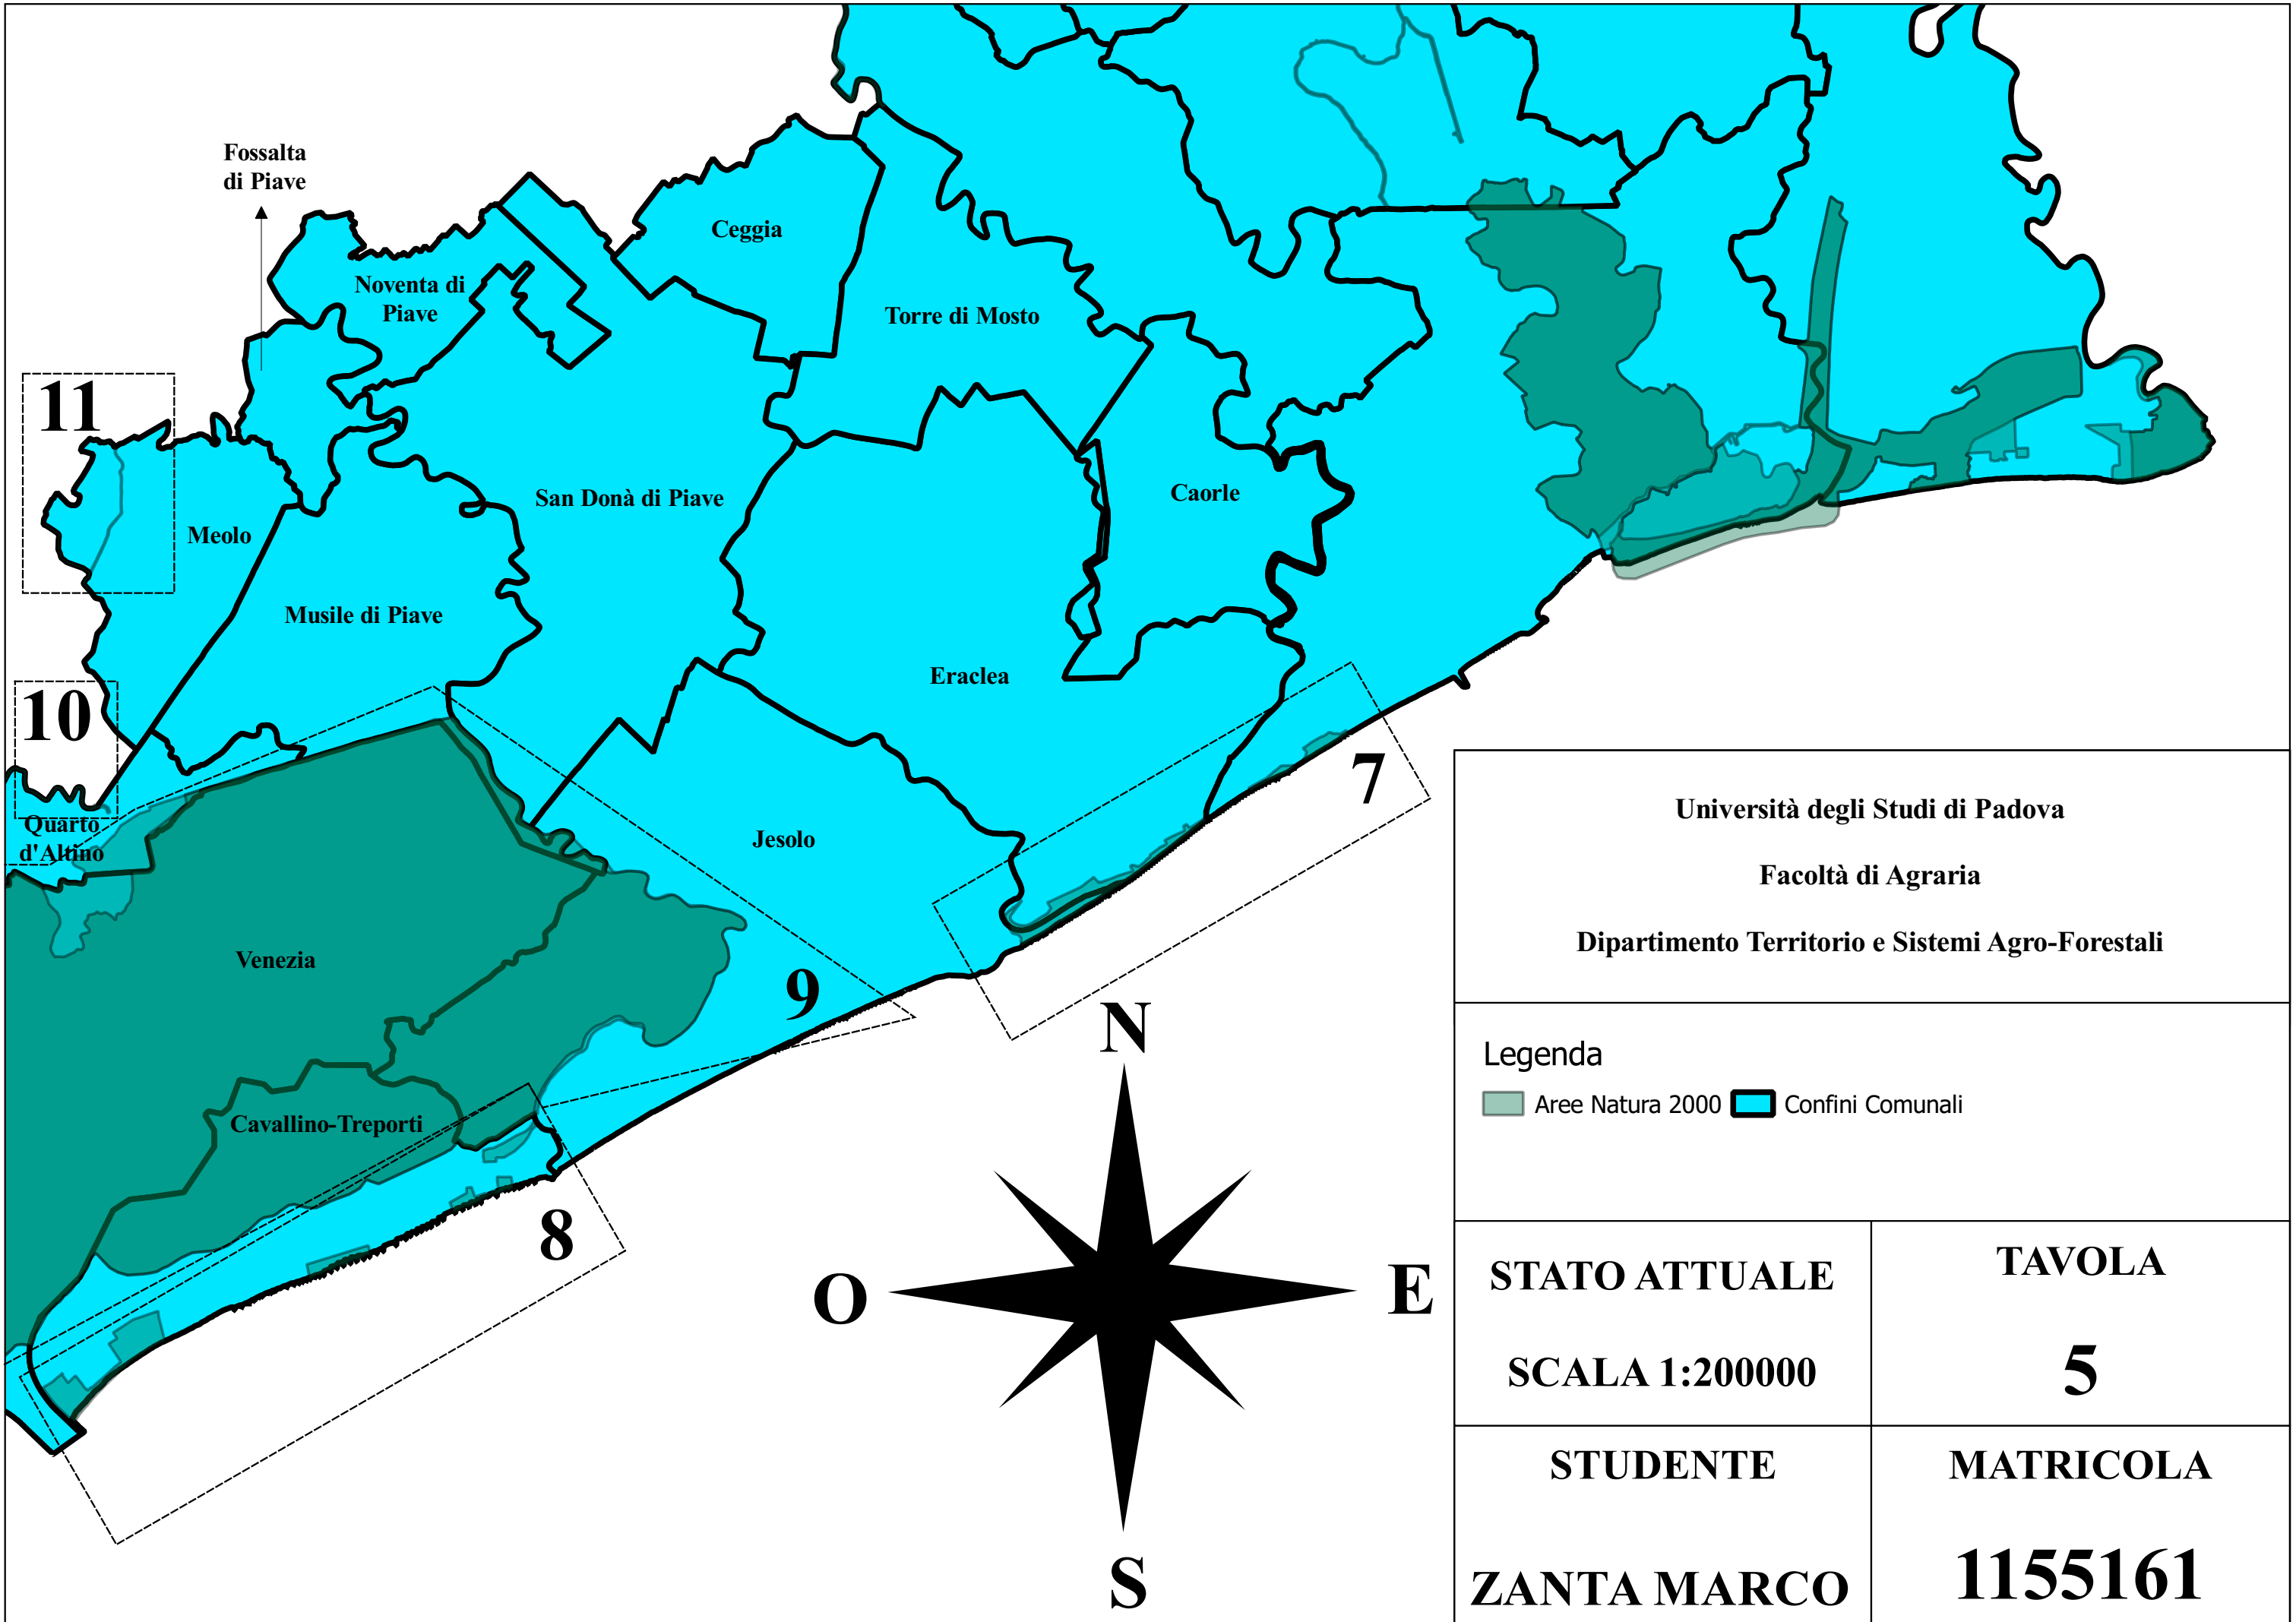 Fossalta
di Piave
Ceggia
Noventa di
Piave
Torre di Mosto
11
San Donà di Piave
Caorle
Meolo
Musile di Piave
Eraclea
10
7
Quarto
d'Altino
Jesolo
Venezia
9
Cavallino-Treporti
8
N
O
E
S
Università degli Studi di Padova
Facoltà di Agraria
Dipartimento Territorio e Sistemi Agro-Forestali
Legenda
Aree Natura 2000 Confini Comunali
STATO ATTUALE
SCALA 1:200000
TAVOLA
5
STUDENTE
ZANTA MARCO
MATRICOLA
1155161